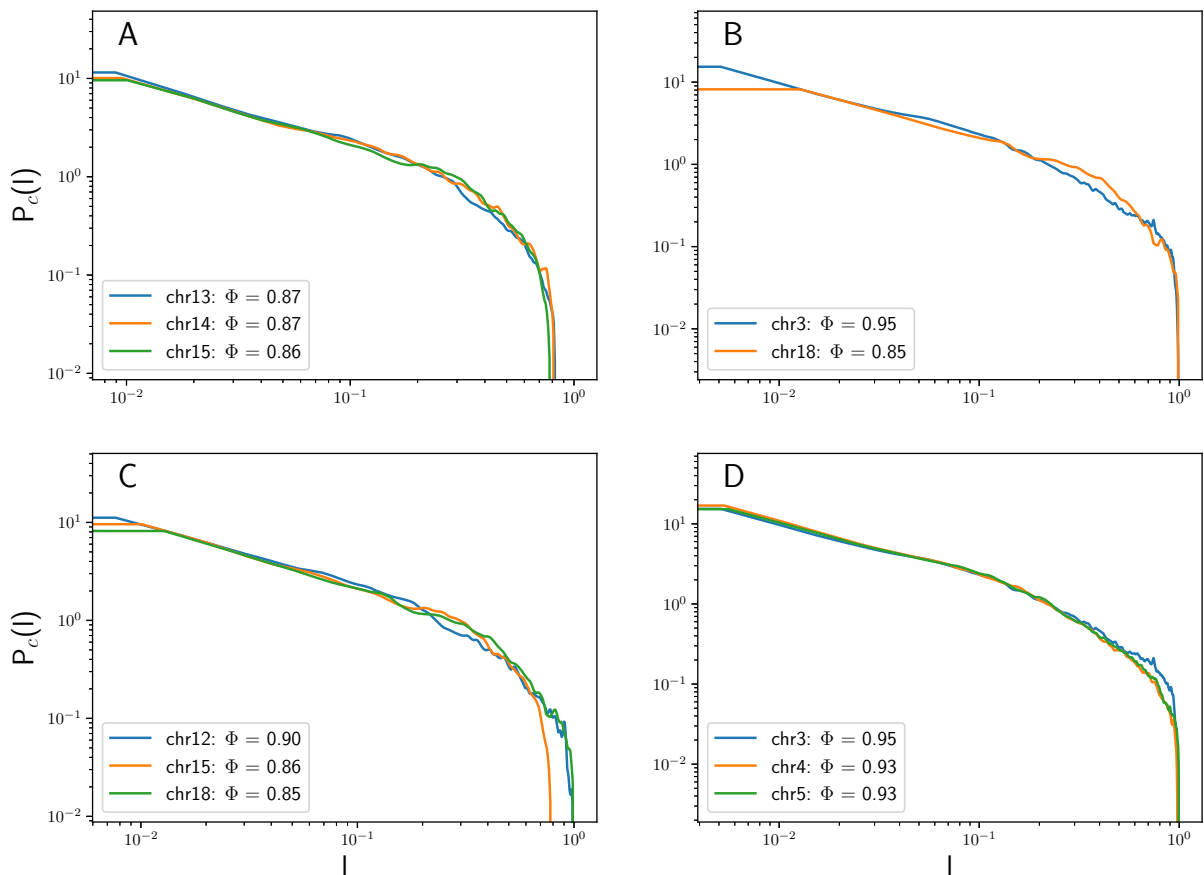 A
B
P_c(l)
10^1
10^0
10^{-1}
10^{-2}
chr13: Φ = 0.87
chr14: Φ = 0.87
chr15: Φ = 0.86
10^{-2}
10^{-1}
10^0
10^1
10^0
10^{-1}
10^{-2}
chr3: Φ = 0.95
chr18: Φ = 0.85
10^{-2}
10^{-1}
10^0
C
D
P_c(l)
10^1
10^0
10^{-1}
10^{-2}
chr12: Φ = 0.90
chr15: Φ = 0.86
chr18: Φ = 0.85
10^{-2}
10^{-1}
10^0
l
10^1
10^0
10^{-1}
10^{-2}
chr3: Φ = 0.95
chr4: Φ = 0.93
chr5: Φ = 0.93
10^{-2}
10^{-1}
10^0
l